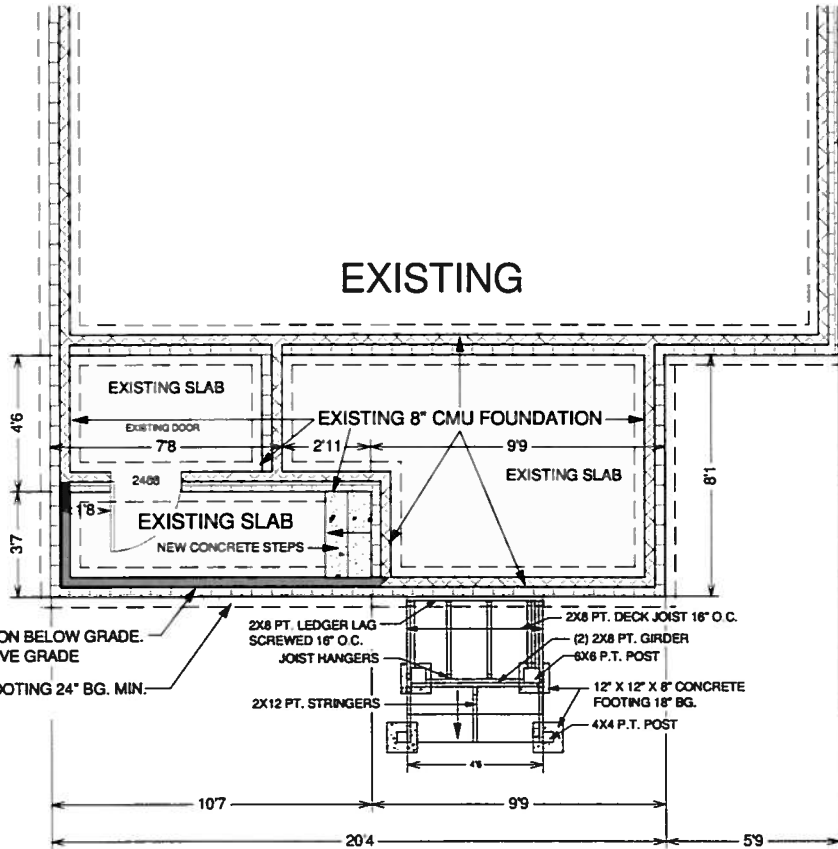 EXISTING
EXISTING SLAB
EXISTING DOOR
EXISTING 8" CMU FOUNDATION
4'6
7'8
2'11
9'9
8'1
EXISTING SLAB
2468
1'8
EXISTING SLAB
NEW CONCRETE STEPS
3'7
ON BELOW GRADE.
VE GRADE
OOTING 24" BG. MIN.
2X8 PT. LEDGER LAG
SCREWED 16" O.C.
JOIST HANGERS
2X12 PT. STRINGERS
2X8 PT. DECK JOIST 16" O.C.
(2) 2X8 PT. GIRDER
6X6 P.T. POST
12" X 12" X 8" CONCRETE
FOOTING 18" BG.
4X4 P.T. POST
4'6
10'7
9'9
20'4
5'9